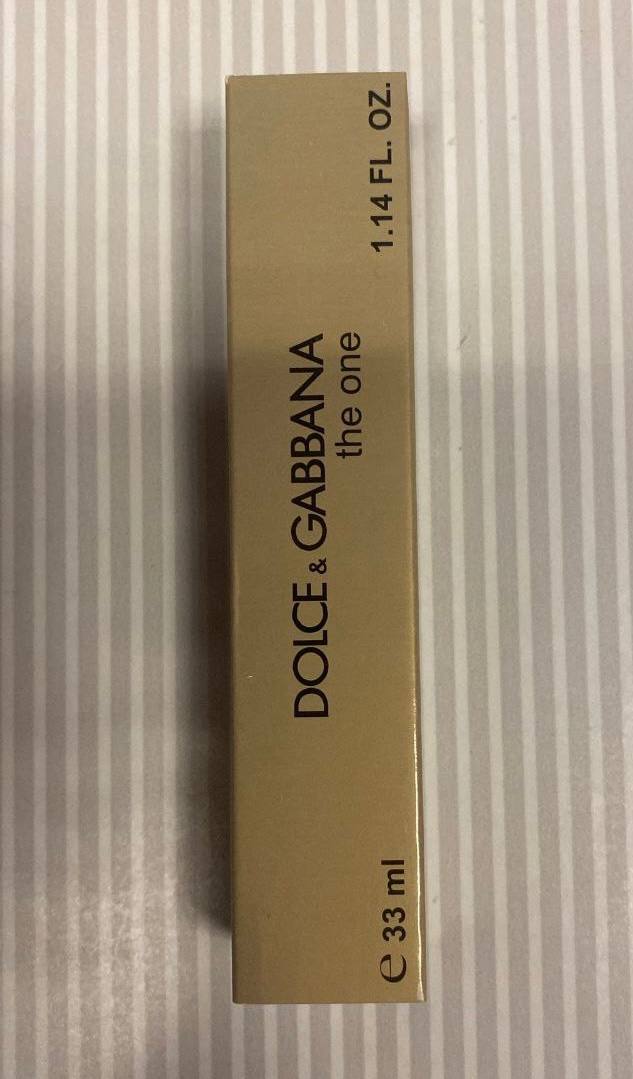 DOLCE & GABBANA
the one
e 33 ml
1.14 FL. OZ.